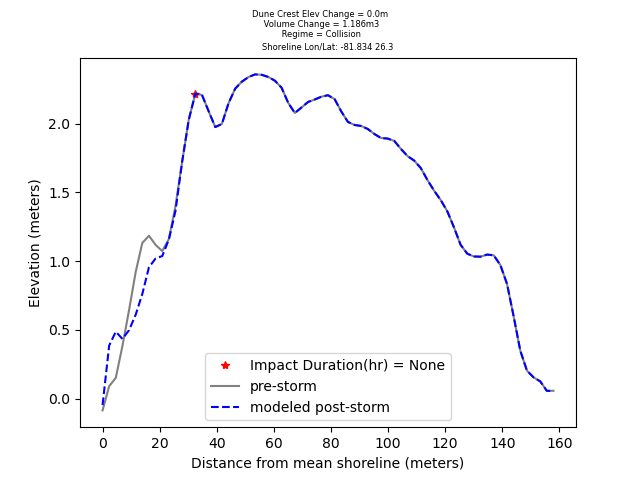 Dune Crest Elev Change = 0.0m
Volume Change = 1.186m3
Regime = Collision
Shoreline Lon/Lat: -81.834 26.3
Elevation (meters)
2.0
1.5
1.0
0.5
0.0
Impact Duration(hr) = None
pre-storm
modeled post-storm
0 20 40 60 80 100 120 140 160
Distance from mean shoreline (meters)